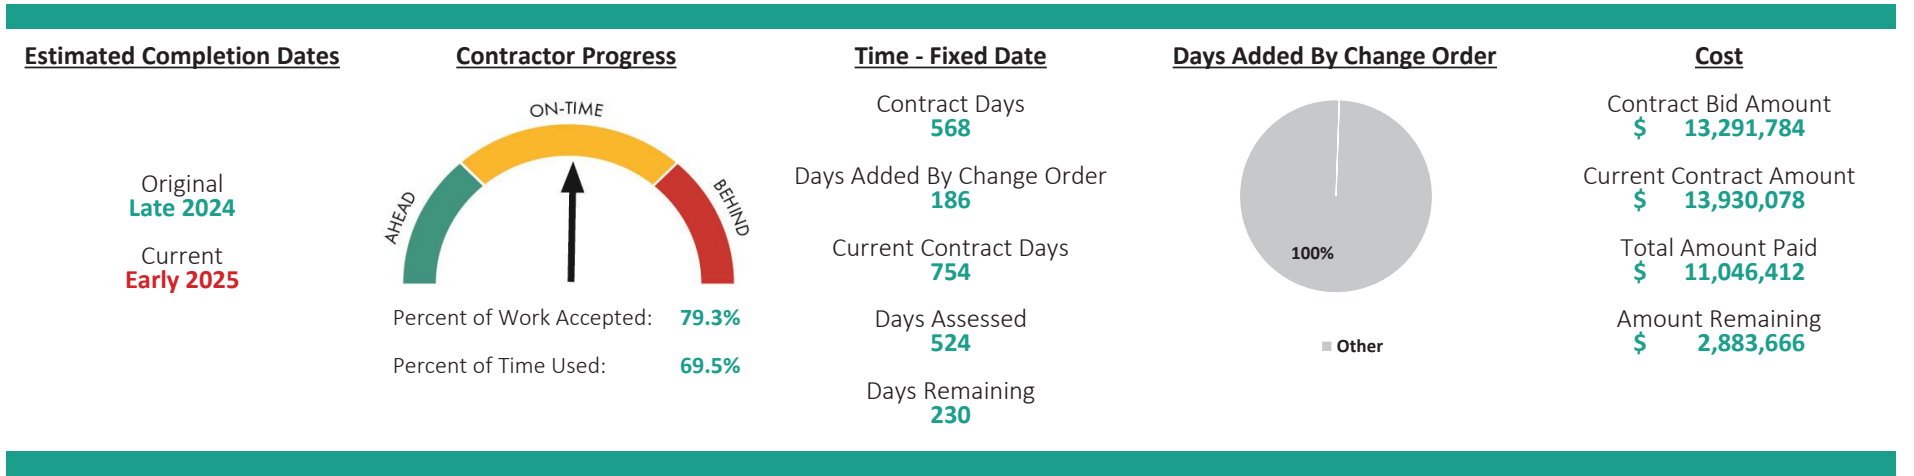 Estimated Completion Dates
Original
Late 2024
Current
Early 2025
Contractor Progress
ON-TIME
AHEAD
BEHIND
Percent of Work Accepted: 79.3%
Percent of Time Used: 69.5%
Time - Fixed Date
Contract Days
568
Days Added By Change Order
186
Current Contract Days
754
Days Assessed
524
Days Remaining
230
Days Added By Change Order
100%
Other
Cost
Contract Bid Amount
$ 13,291,784
Current Contract Amount
$ 13,930,078
Total Amount Paid
$ 11,046,412
Amount Remaining
$ 2,883,666